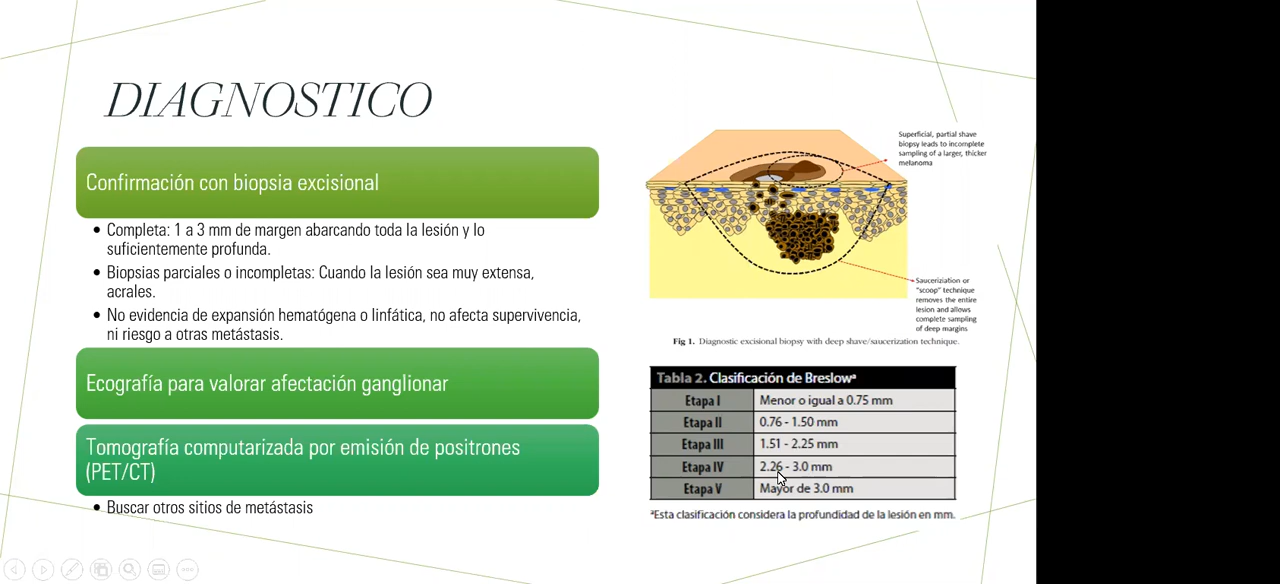 DIAGNOSTICO
Confirmación con biopsia excisional
• Completa: 1 a 3 mm de margen abarcando toda la lesión y lo
suficientemente profunda.
• Biopsias parciales o incompletas: Cuando la lesión sea muy extensa,
acrales.
• No evidencia de expansión hematógena o linfática, no afecta supervivencia,
ni riesgo a otras metástasis.
Ecografía para valorar afectación ganglionar
Tomografía computarizada por emisión de positrones
(PET/CT)
• Buscar otros sitios de metástasis
Superficial, partial shave
biopsy leads to incomplete
sampling of a larger, thicker
melanoma
Saucerization or
"scoop" technique
removes the entire
lesion and allows
complete sampling
of deep margins
Fig 1. Diagnostic excisional biopsy with deep shave/saucerization technique.
Tabla 2. Clasificación de Breslowª
Etapa I Menor o igual a 0.75 mm
Etapa II 0.76 - 1.50 mm
Etapa III 1.51 - 2.25 mm
Etapa IV 2.26 - 3.0 mm
Etapa V Mayor de 3.0 mm
ªEsta clasificación considera la profundidad de la lesión en mm.